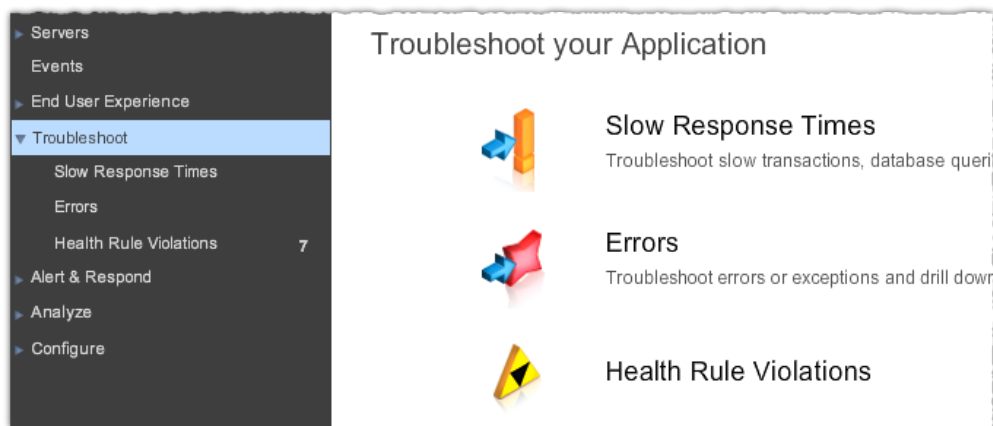 Servers
Events
End User Experience
Troubleshoot
Slow Response Times
Errors
Health Rule Violations 7
Alert & Respond
Analyze
Configure
Troubleshoot your Application
Slow Response Times
Troubleshoot slow transactions, database
Errors
Troubleshoot errors or exceptions and drill down
Health Rule Violations